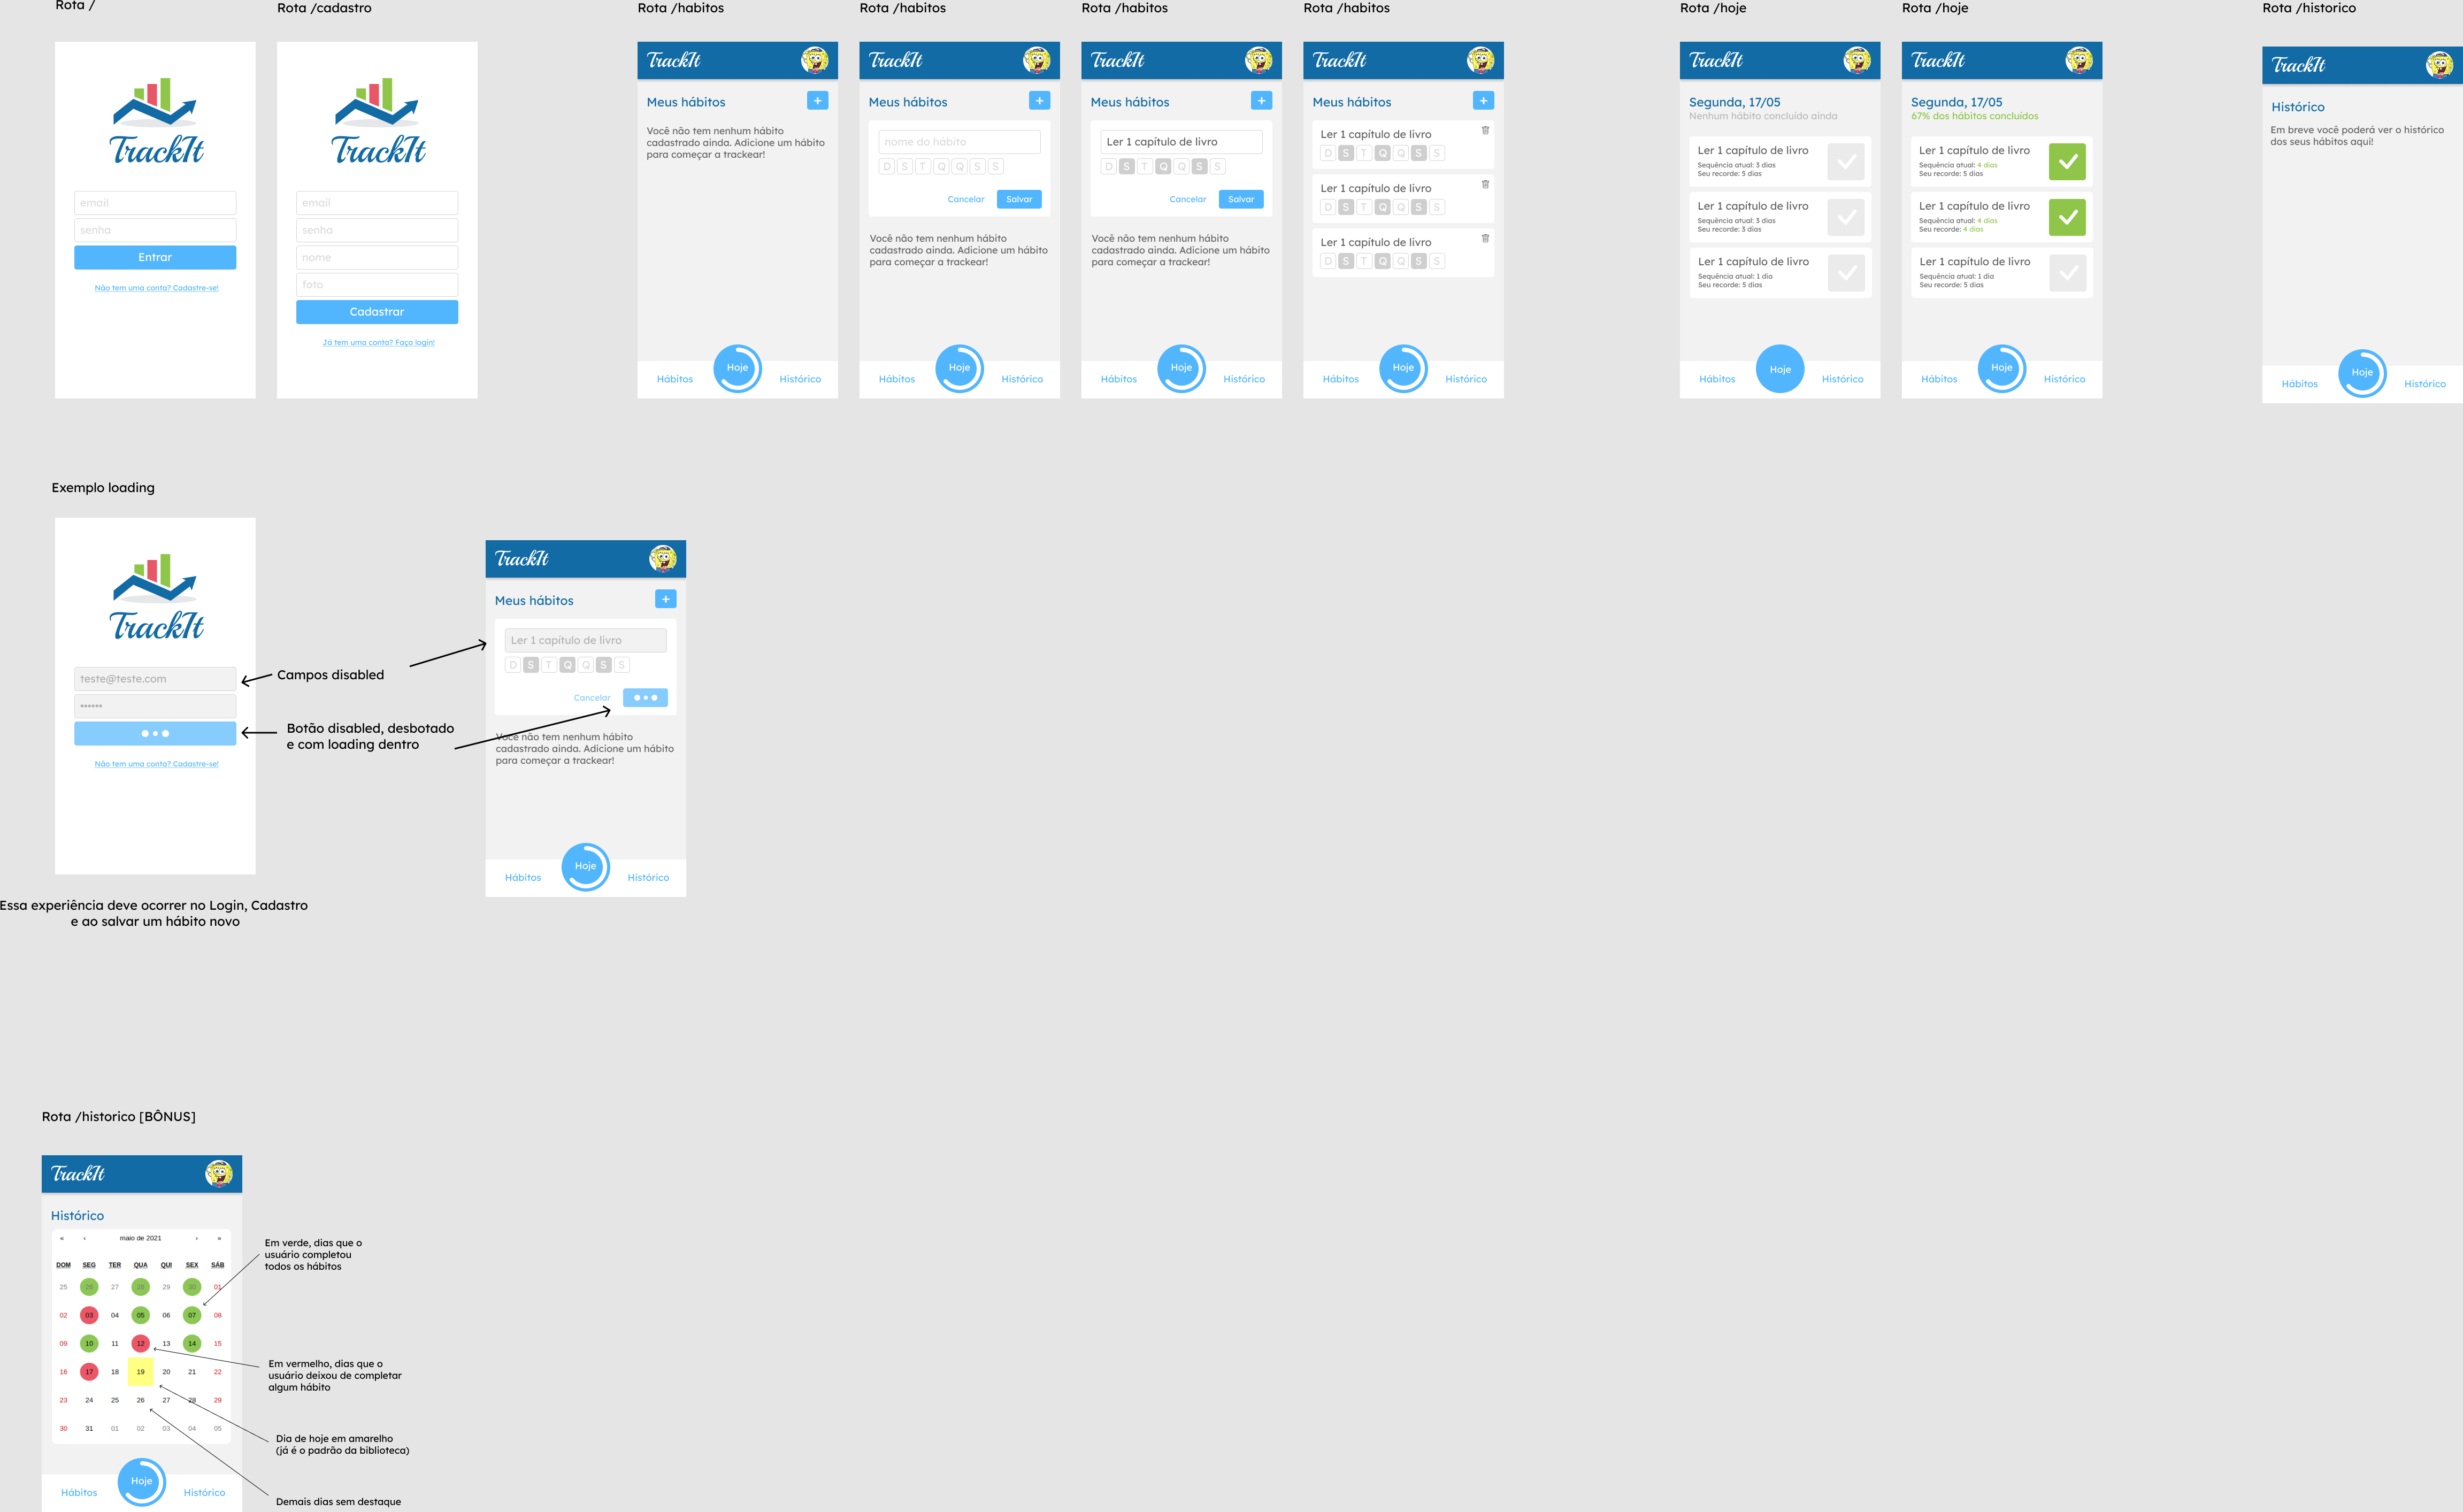 Rota /
Rota /cadastro
Rota /habitos
Rota /habitos
Rota /habitos
Rota /habitos
Rota /hoje
Rota /hoje
Rota /historico
TrackIt
email
senha
Entrar
Não tem uma conta? Cadastre-se!
TrackIt
email
senha
nome
foto
Cadastrar
Já tem uma conta? Faça login!
TrackIt
Meus hábitos
+
Você não tem nenhum hábito
cadastrado ainda. Adicione um hábito
para começar a trackear!
Hábitos
Hoje
Histórico
TrackIt
Meus hábitos
+
nome do hábito
D S T Q Q S S
Cancelar
Salvar
Você não tem nenhum hábito
cadastrado ainda. Adicione um hábito
para começar a trackear!
Hábitos
Hoje
Histórico
TrackIt
Meus hábitos
+
Ler 1 capítulo de livro
D S T Q Q S S
Cancelar
Salvar
Você não tem nenhum hábito
cadastrado ainda. Adicione um hábito
para começar a trackear!
Hábitos
Hoje
Histórico
TrackIt
Meus hábitos
+
Ler 1 capítulo de livro
D S T Q Q S S
Ler 1 capítulo de livro
D S T Q Q S S
Ler 1 capítulo de livro
D S T Q Q S S
Hábitos
Hoje
Histórico
TrackIt
Segunda, 17/05
Nenhum hábito concluído ainda
Ler 1 capítulo de livro
Sequência atual: 3 dias
Seu recorde: 5 dias
Ler 1 capítulo de livro
Sequência atual: 3 dias
Seu recorde: 3 dias
Ler 1 capítulo de livro
Sequência atual: 1 dia
Seu recorde: 5 dias
Hábitos
Hoje
Histórico
TrackIt
Segunda, 17/05
67% dos hábitos concluídos
Ler 1 capítulo de livro
Sequência atual: 4 dias
Seu recorde: 5 dias
Ler 1 capítulo de livro
Sequência atual: 4 dias
Seu recorde: 4 dias
Ler 1 capítulo de livro
Sequência atual: 1 dia
Seu recorde: 5 dias
Hábitos
Hoje
Histórico
TrackIt
Histórico
Em breve você poderá ver o histórico
dos seus hábitos aqui!
Hábitos
Hoje
Histórico
Exemplo loading
TrackIt
teste@teste.com
••••••
Não tem uma conta? Cadastre-se!
Campos disabled
Botão disabled, desbotado
e com loading dentro
TrackIt
Meus hábitos
+
Ler 1 capítulo de livro
D S T Q Q S S
Cancelar
Você não tem nenhum hábito
cadastrado ainda. Adicione um hábito
para começar a trackear!
Hábitos
Hoje
Histórico
Essa experiência deve ocorrer no Login, Cadastro
e ao salvar um hábito novo
Rota /historico [BÔNUS]
TrackIt
Histórico
« ‹ maio de 2021 › »
DOM SEG TER QUA QUI SEX SÁB
25 26 27 28 29 30 01
02 03 04 05 06 07 08
09 10 11 12 13 14 15
16 17 18 19 20 21 22
23 24 25 26 27 28 29
30 31 01 02 03 04 05
Hábitos
Hoje
Histórico
Em verde, dias que o
usuário completou
todos os hábitos
Em vermelho, dias que o
usuário deixou de completar
algum hábito
Dia de hoje em amarelo
(já é o padrão da biblioteca)
Demais dias sem destaque